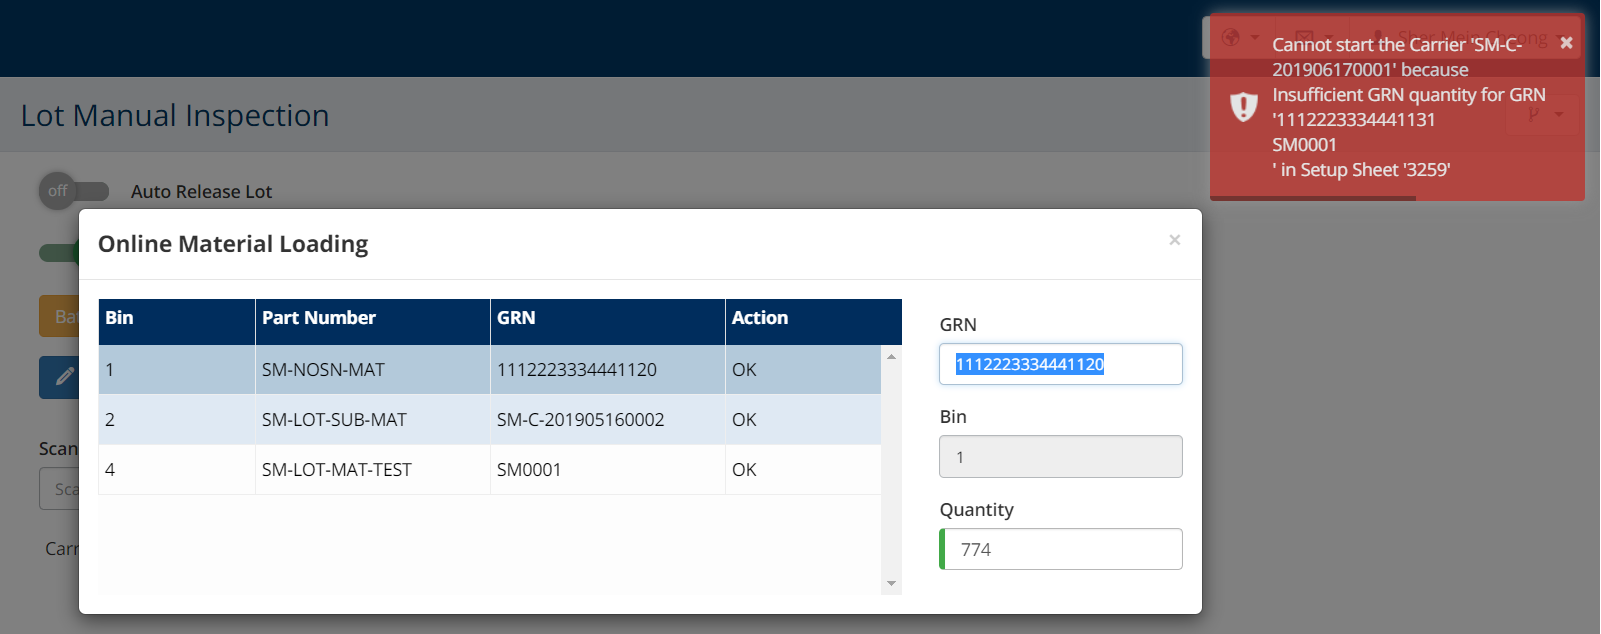 Cannot start the Carrier 'SM-C-
201906170001' because
Insufficient GRN quantity for GRN
'1112223334441131
SM0001
' in Setup Sheet '3259'
Lot Manual Inspection
off
Auto Release Lot
Online Material Loading
Bin Part Number GRN Action
1 SM-NOSN-MAT 1112223334441120 OK
2 SM-LOT-SUB-MAT SM-C-201905160002 OK
4 SM-LOT-MAT-TEST SM0001 OK
GRN
1112223334441120
Bin
1
Quantity
774
Scan